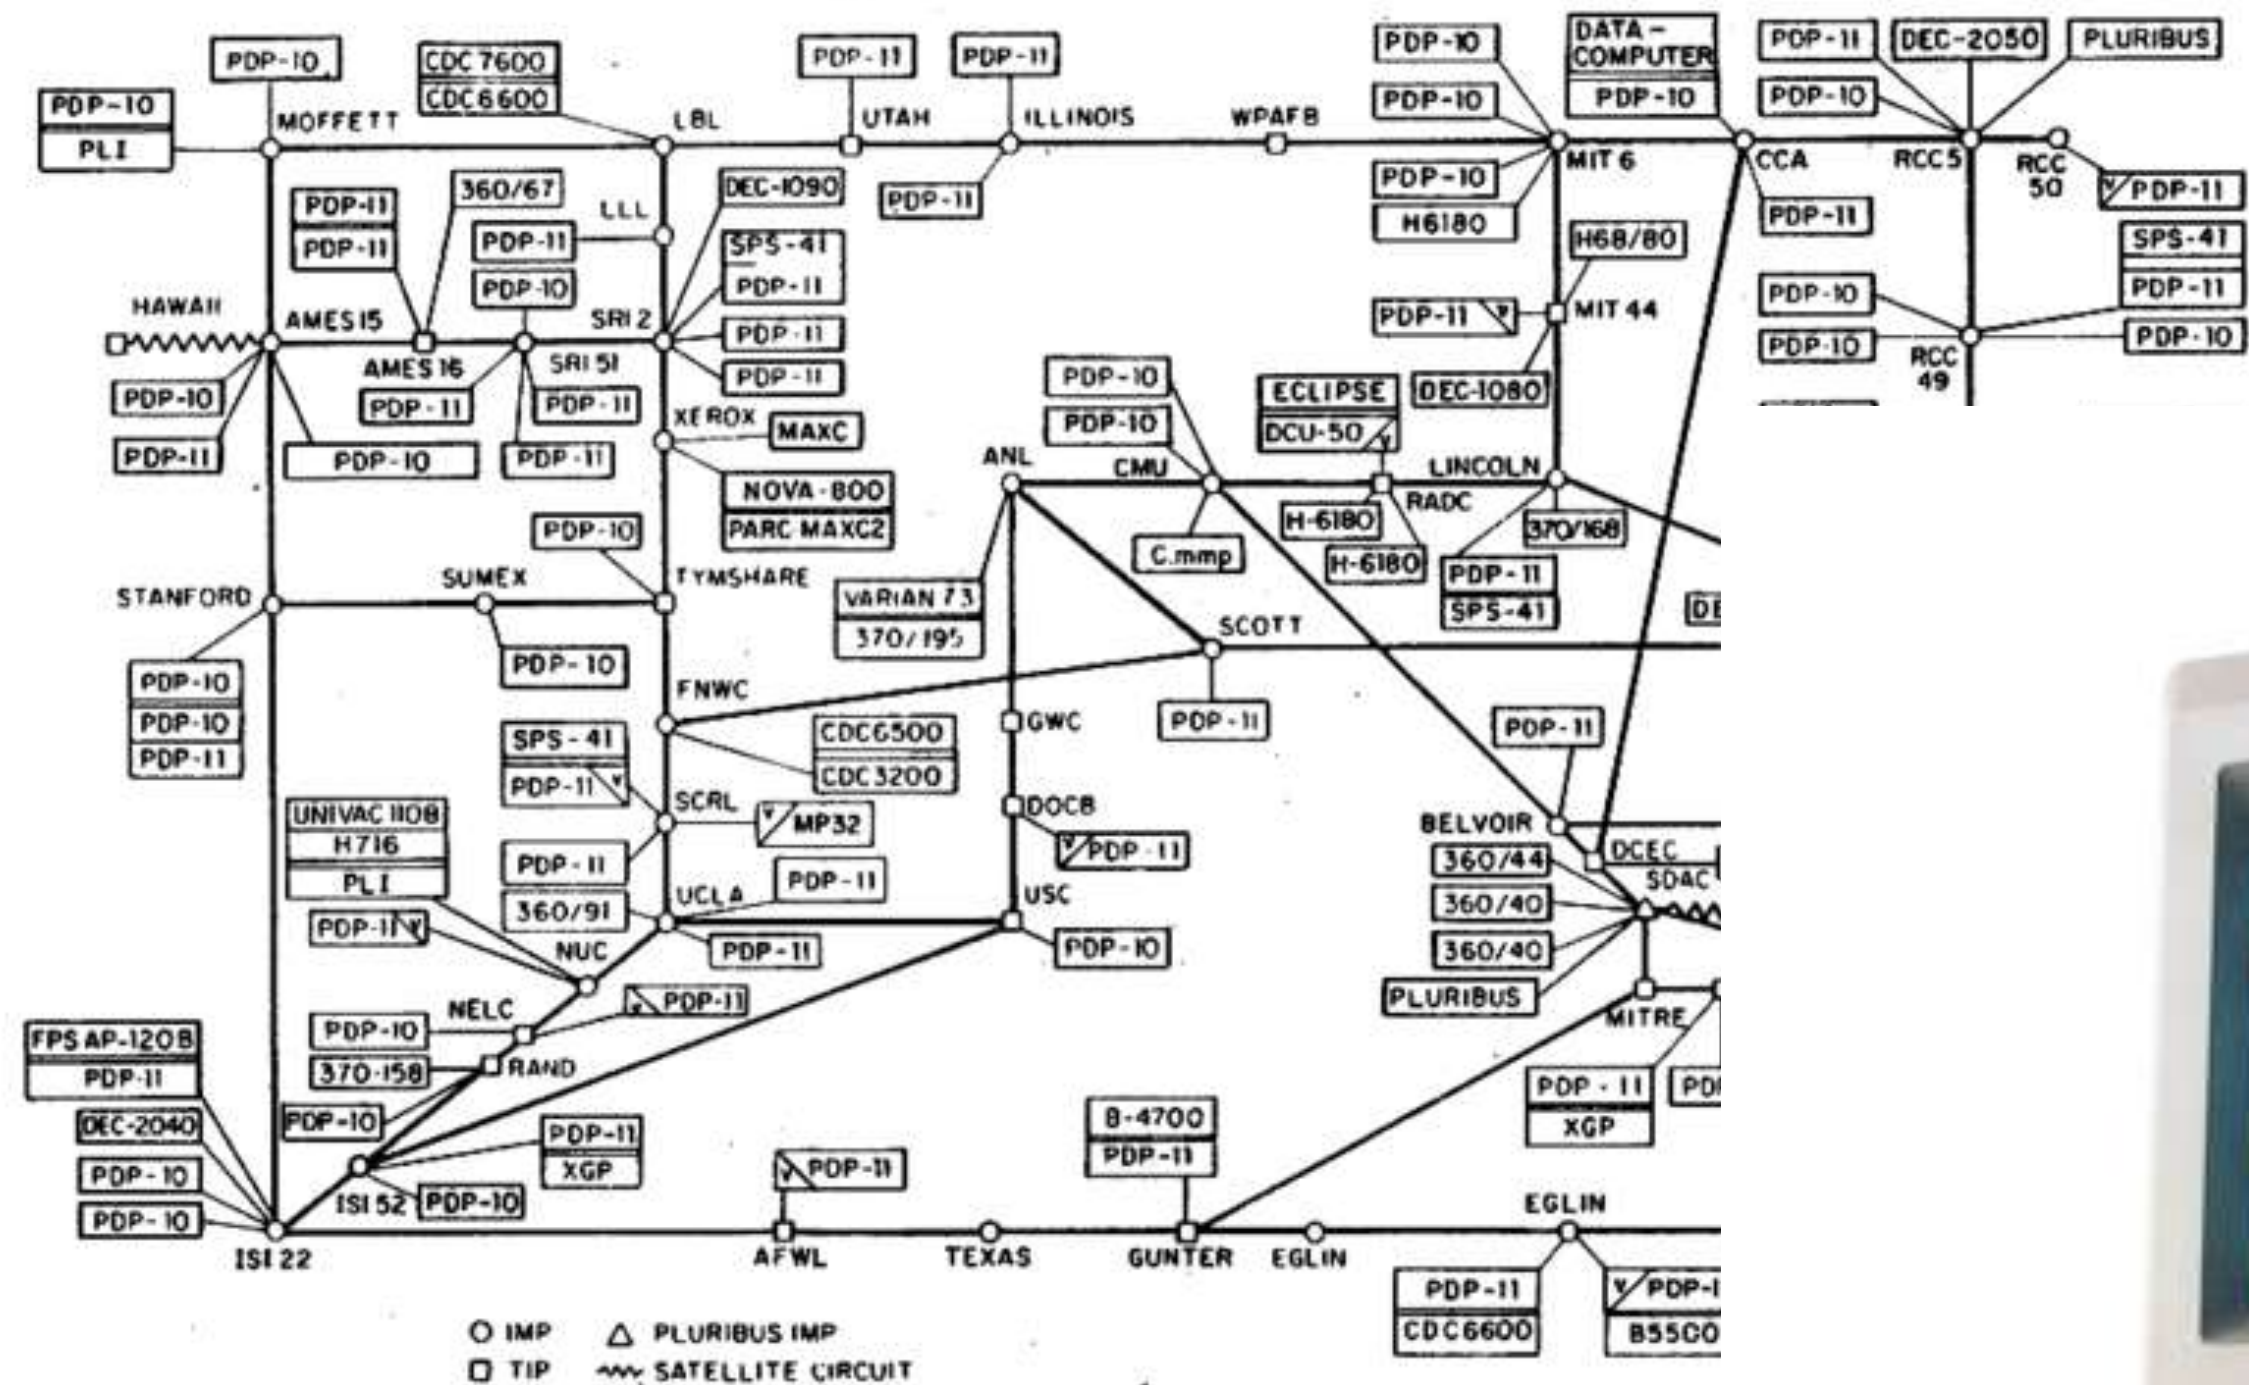 PDP-10
CDC 7600
CDC6600
PDP-11
PDP-11
PDP-10
DATA-
COMPUTER
PDP-10
PDP-11
DEC-2050
PLURIBUS
PDP-10
PLI
MOFFETT
LBL
UTAH
ILLINOIS
WPAFB
PDP-10
PDP-10
MIT 6
CCA
RCC5
RCC
50
PDP-11
PDP-10
H6180
PDP-11
V PDP-11
PDP-11
PDP-11
360/67
LLL
PDP-11
PDP-10
DEC-1090
SPS-41
PDP-11
PDP-11
PDP-11
H68/80
PDP-11 V
MIT 44
DEC-1080
SPS-41
PDP-11
PDP-10
PDP-10
PDP-10
RCC
49
HAWAII
AMES15
AMES16
SRI 51
SRI 2
PDP-10
PDP-11
PDP-10
PDP-11
PDP-11
PDP-11
XEROX
MAXC
NOVA-800
PARC MAXC2
PDP-10
PDP-10
ECLIPSE
DCU-50 V
ANL
CMU
RADC
LINCOLN
C.mmp
H-6180
H-6180
370/168
PDP-11
SPS-41
DE
STANFORD
SUMEX
PDP-10
TYMSHARE
VARIAN 73
370/195
SCOTT
PDP-10
PDP-10
PDP-11
PDP-10
FNWC
CDC6500
CDC3200
GWC
PDP-11
PDP-11
SPS-41
PDP-11 V
SCRL
V MP32
DOCB
V PDP-11
BELVOIR
DCEC
SDAC
UNIVAC 1108
H716
PLI
PDP-11 V
PDP-11
360/91
UCLA
PDP-11
PDP-11
USC
PDP-10
360/44
360/40
360/40
PLURIBUS
NUC
NELC
PDP-10
V PDP-11
370-158
RAND
PDP-10
MITRE
PDP-11
XGP
PD
FPS AP-120B
PDP-11
DEC-2040
PDP-10
PDP-10
ISI 22
ISI 52
PDP-11
XGP
PDP-10
V PDP-11
B-4700
PDP-11
AFWL
TEXAS
GUNTER
EGLIN
EGLIN
PDP-11
CDC6600
V PDP-1
B5500
IMP
PLURIBUS IMP
TIP
SATELLITE CIRCUIT